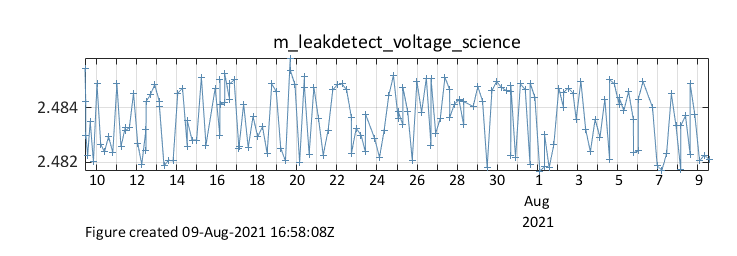 m_leakdetect_voltage_science
2.484
2.482
10 12 14 16 18 20 22 24 26 28 30 1 3 5 7 9
Aug
2021
Figure created 09-Aug-2021 16:58:08Z